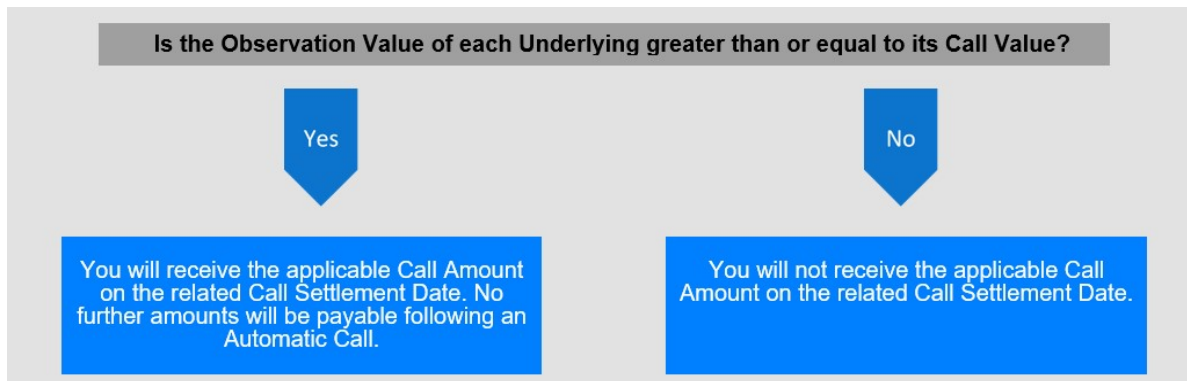 Is the Observation Value of each Underlying greater than or equal to its Call Value?
Yes
No
You will receive the applicable Call Amount
on the related Call Settlement Date. No
further amounts will be payable following an
Automatic Call.
You will not receive the applicable Call
Amount on the related Call Settlement Date.